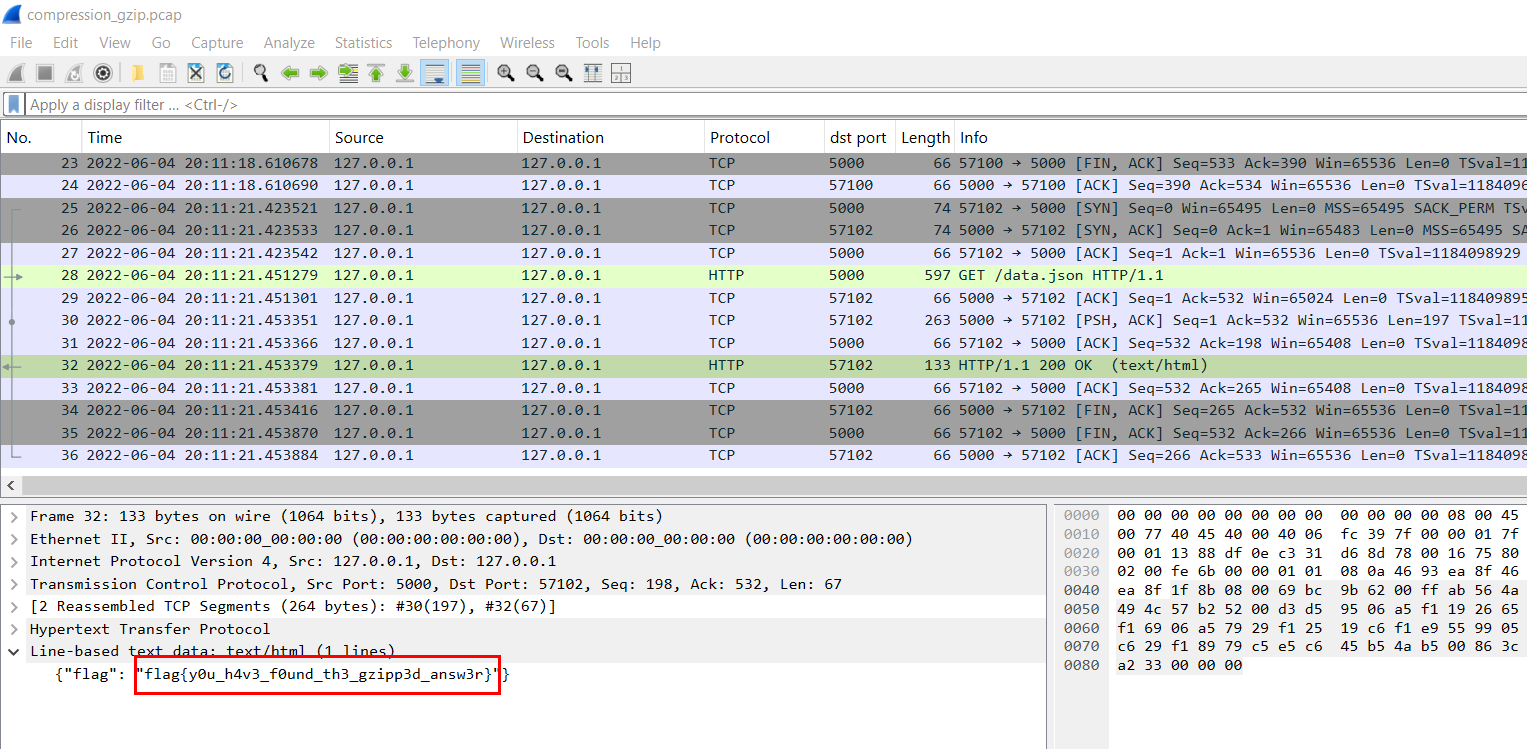 compression_gzip.pcap
File Edit View Go Capture Analyze Statistics Telephony Wireless Tools Help
Apply a display filter ... <Ctrl-/>
No. Time Source Destination Protocol dst port Length Info
23 2022-06-04 20:11:18.610678 127.0.0.1 127.0.0.1 TCP 5000 66 57100 → 5000 [FIN, ACK] Seq=533 Ack=390 Win=65536 Len=0 TSval=11
24 2022-06-04 20:11:18.610690 127.0.0.1 127.0.0.1 TCP 57100 66 5000 → 57100 [ACK] Seq=390 Ack=534 Win=65536 Len=0 TSval=1184096
25 2022-06-04 20:11:21.423521 127.0.0.1 127.0.0.1 TCP 5000 74 57102 → 5000 [SYN] Seq=0 Win=65495 Len=0 MSS=65495 SACK_PERM TSv
26 2022-06-04 20:11:21.423533 127.0.0.1 127.0.0.1 TCP 57102 74 5000 → 57102 [SYN, ACK] Seq=0 Ack=1 Win=65483 Len=0 MSS=65495 SA
27 2022-06-04 20:11:21.423542 127.0.0.1 127.0.0.1 TCP 5000 66 57102 → 5000 [ACK] Seq=1 Ack=1 Win=65536 Len=0 TSval=1184098929
28 2022-06-04 20:11:21.451279 127.0.0.1 127.0.0.1 HTTP 5000 597 GET /data.json HTTP/1.1
29 2022-06-04 20:11:21.451301 127.0.0.1 127.0.0.1 TCP 57102 66 5000 → 57102 [ACK] Seq=1 Ack=532 Win=65024 Len=0 TSval=118409895
30 2022-06-04 20:11:21.453351 127.0.0.1 127.0.0.1 TCP 57102 263 5000 → 57102 [PSH, ACK] Seq=1 Ack=532 Win=65536 Len=197 TSval=11
31 2022-06-04 20:11:21.453366 127.0.0.1 127.0.0.1 TCP 5000 66 57102 → 5000 [ACK] Seq=532 Ack=198 Win=65408 Len=0 TSval=1184098
32 2022-06-04 20:11:21.453379 127.0.0.1 127.0.0.1 HTTP 57102 133 HTTP/1.1 200 OK (text/html)
33 2022-06-04 20:11:21.453381 127.0.0.1 127.0.0.1 TCP 5000 66 57102 → 5000 [ACK] Seq=532 Ack=265 Win=65408 Len=0 TSval=1184098
34 2022-06-04 20:11:21.453416 127.0.0.1 127.0.0.1 TCP 57102 66 5000 → 57102 [FIN, ACK] Seq=265 Ack=532 Win=65536 Len=0 TSval=11
35 2022-06-04 20:11:21.453870 127.0.0.1 127.0.0.1 TCP 5000 66 57102 → 5000 [FIN, ACK] Seq=532 Ack=266 Win=65536 Len=0 TSval=11
36 2022-06-04 20:11:21.453884 127.0.0.1 127.0.0.1 TCP 57102 66 5000 → 57102 [ACK] Seq=266 Ack=533 Win=65536 Len=0 TSval=1184098
Frame 32: 133 bytes on wire (1064 bits), 133 bytes captured (1064 bits)
Ethernet II, Src: 00:00:00_00:00:00 (00:00:00:00:00:00), Dst: 00:00:00_00:00:00 (00:00:00:00:00:00)
Internet Protocol Version 4, Src: 127.0.0.1, Dst: 127.0.0.1
Transmission Control Protocol, Src Port: 5000, Dst Port: 57102, Seq: 198, Ack: 532, Len: 67
[2 Reassembled TCP Segments (264 bytes): #30(197), #32(67)]
Hypertext Transfer Protocol
Line-based text data: text/html (1 lines)
{"flag": "flag{y0u_h4v3_f0und_th3_gzipp3d_answ3r}"}
0000 00 00 00 00 00 00 00 00 00 00 00 00 08 00 45
0010 00 77 40 45 40 00 40 06 fc 39 7f 00 00 01 7f
0020 00 01 13 88 df 0e c3 31 d6 8d 78 00 16 75 80
0030 02 00 fe 6b 00 00 01 01 08 0a 46 93 ea 8f 46
0040 ea 8f 1f 8b 08 00 69 bc 9b 62 00 ff ab 56 4a
0050 49 4c 57 b2 52 00 d3 d5 95 06 a5 f1 19 26 65
0060 f1 69 06 a5 79 29 f1 25 19 c6 f1 e9 55 99 05
0070 c6 29 f1 89 79 c5 e5 c6 45 b5 4a b5 00 86 3c
0080 a2 33 00 00 00